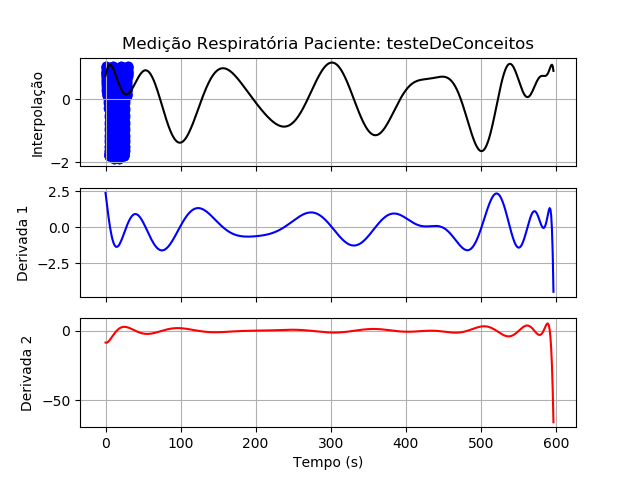 Medição Respiratória Paciente: testeDeConceitos
Interpolação
0
−2
Derivada 1
2.5
0.0
−2.5
Derivada 2
0
−50
0 100 200 300 400 500 600
Tempo (s)